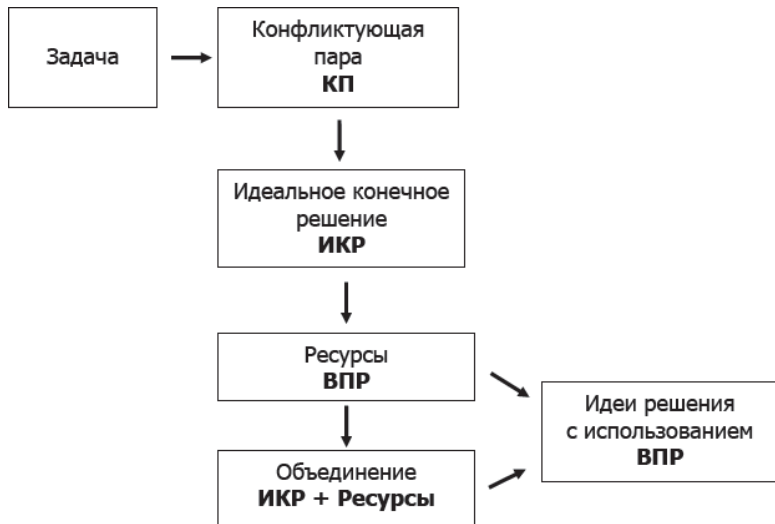 Задача
Конфликтующая
пара
КП
Идеальное конечное
решение
ИКР
Ресурсы
ВПР
Идеи решения
с использованием
ВПР
Объединение
ИКР + Ресурсы